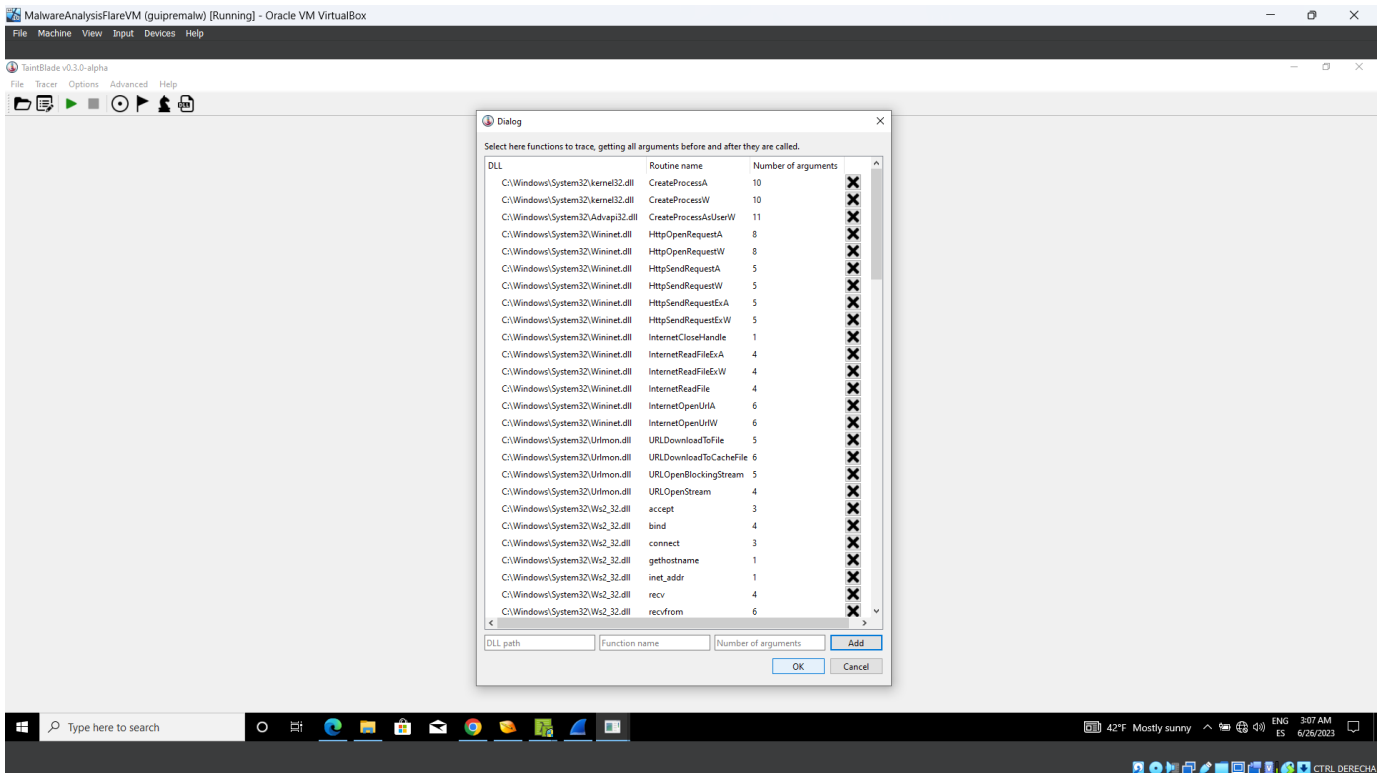 MalwareAnalysisFlareVM (guipremalw) [Running] - Oracle VM VirtualBox
File Machine View Input Devices Help
TaintBlade v0.3.0-alpha
File Tracer Options Advanced Help
DLL
Dialog
Select here functions to trace, getting all arguments before and after they are called.
DLL Routine name Number of arguments
C:\Windows\System32\kernel32.dll CreateProcessA 10
C:\Windows\System32\kernel32.dll CreateProcessW 10
C:\Windows\System32\Advapi32.dll CreateProcessAsUserW 11
C:\Windows\System32\Wininet.dll HttpOpenRequestA 8
C:\Windows\System32\Wininet.dll HttpOpenRequestW 8
C:\Windows\System32\Wininet.dll HttpSendRequestA 5
C:\Windows\System32\Wininet.dll HttpSendRequestW 5
C:\Windows\System32\Wininet.dll HttpSendRequestExA 5
C:\Windows\System32\Wininet.dll HttpSendRequestExW 5
C:\Windows\System32\Wininet.dll InternetCloseHandle 1
C:\Windows\System32\Wininet.dll InternetReadFileExA 4
C:\Windows\System32\Wininet.dll InternetReadFileExW 4
C:\Windows\System32\Wininet.dll InternetReadFile 4
C:\Windows\System32\Wininet.dll InternetOpenUrlA 6
C:\Windows\System32\Wininet.dll InternetOpenUrlW 6
C:\Windows\System32\Urlmon.dll URLDownloadToFile 5
C:\Windows\System32\Urlmon.dll URLDownloadToCacheFile 6
C:\Windows\System32\Urlmon.dll URLOpenBlockingStream 5
C:\Windows\System32\Urlmon.dll URLOpenStream 4
C:\Windows\System32\Ws2_32.dll accept 3
C:\Windows\System32\Ws2_32.dll bind 4
C:\Windows\System32\Ws2_32.dll connect 3
C:\Windows\System32\Ws2_32.dll gethostname 1
C:\Windows\System32\Ws2_32.dll inet_addr 1
C:\Windows\System32\Ws2_32.dll recv 4
C:\Windows\System32\Ws2_32.dll recvfrom 6
DLL path Function name Number of arguments Add
OK Cancel
Type here to search 42°F Mostly sunny ENG 3:07 AM
ES 6/26/2023
CTRL DERECHA